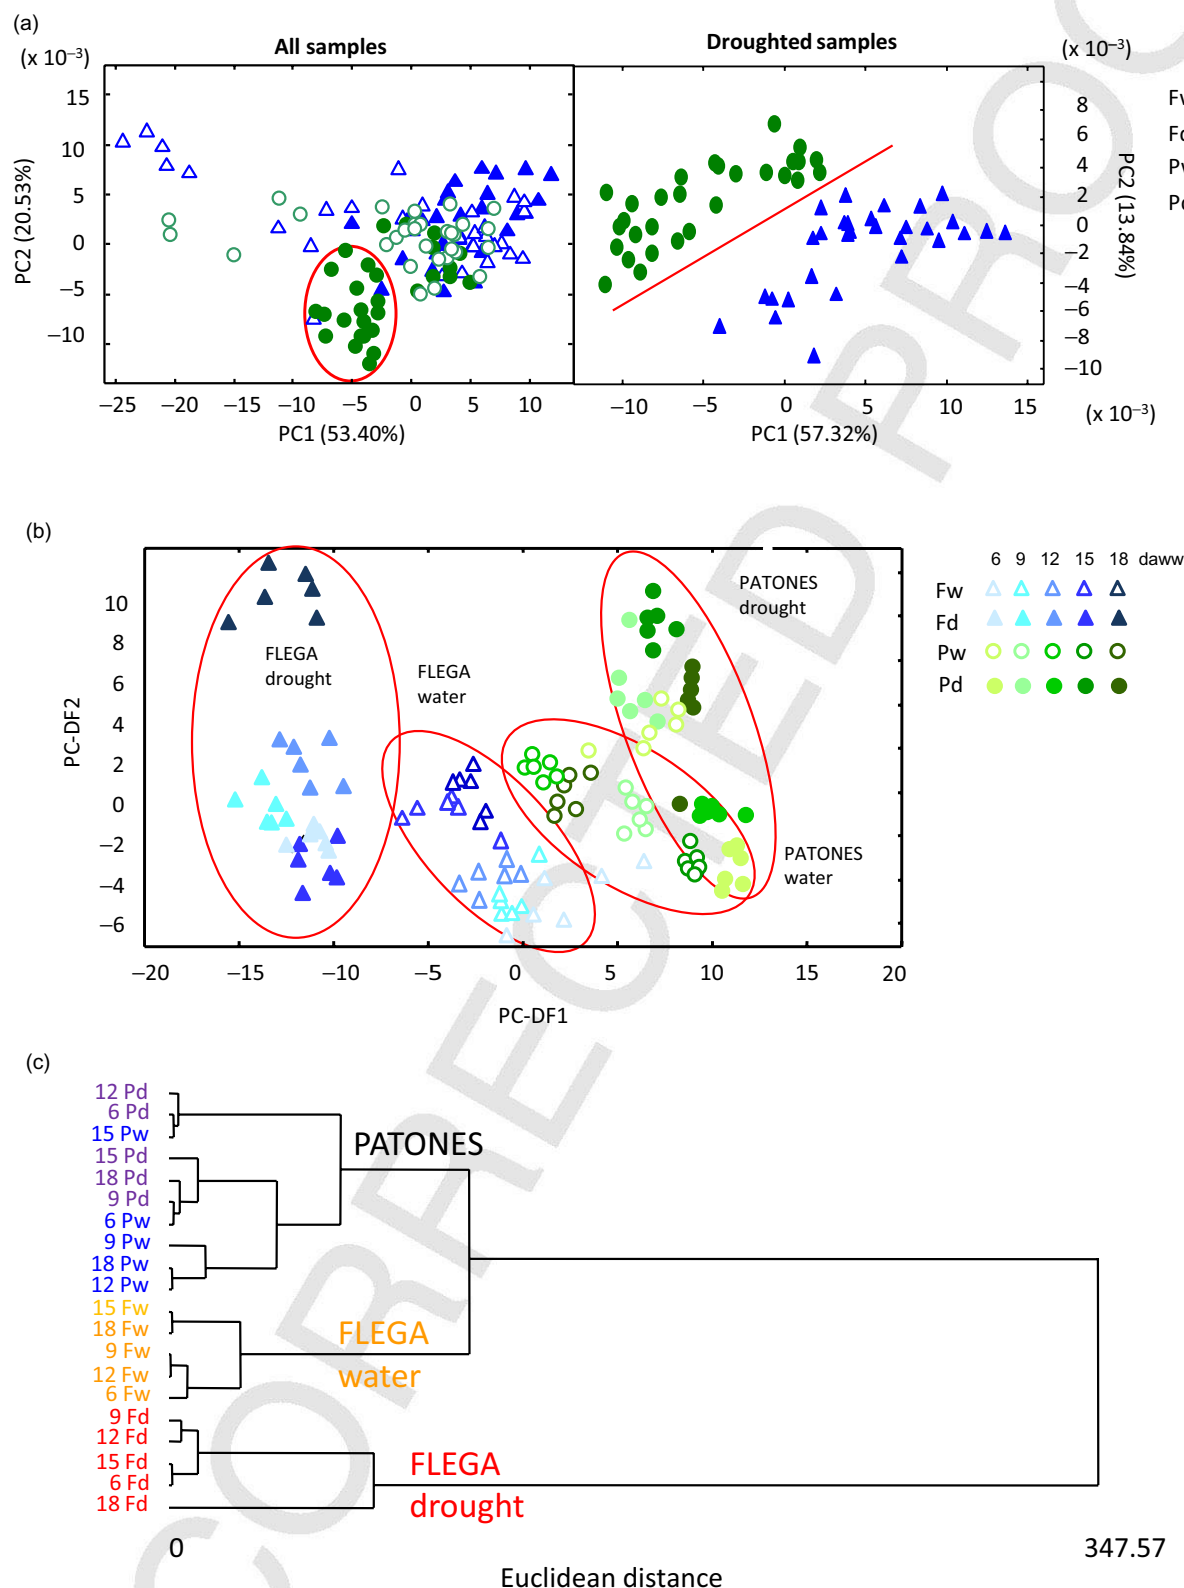 (a)
All samples
Droughted samples
(x 10⁻³)
(x 10⁻³)
15
10
5
0
−5
−10
PC2 (20.53%)
−25 −20 −15 −10 −5 0 5 10
PC1 (53.40%)
8
6
4
2
0
−2
−4
−6
−8
−10
PC2 (13.84%)
−10 −5 0 5 10 15
(x 10⁻³)
PC1 (57.32%)
(b)
10
8
6
4
2
0
−2
−4
−6
PC-DF2
FLEGA
drought
FLEGA
water
PATONES
drought
PATONES
water
−20 −15 −10 −5 0 5 10 15 20
PC-DF1
6 9 12 15 18 daww
Fw
Fd
Pw
Pd
(c)
12 Pd
6 Pd
15 Pw
15 Pd
18 Pd
9 Pd
6 Pw
9 Pw
18 Pw
12 Pw
15 Fw
18 Fw
9 Fw
12 Fw
6 Fw
9 Fd
12 Fd
15 Fd
6 Fd
18 Fd
PATONES
FLEGA
water
FLEGA
drought
0 347.57
Euclidean distance